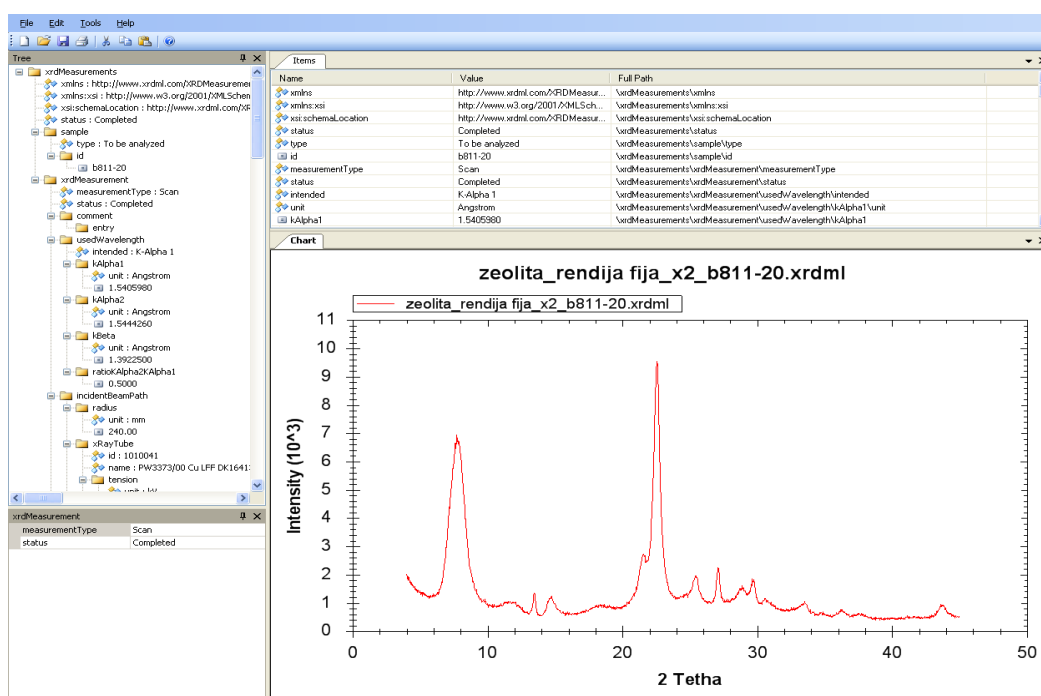 File Edit Tools Help
Tree
xrdMeasurements
xmlns : http://www.xrdml.com/XRDMeasuremen
xmlns:xsi : http://www.w3.org/2001/XMLSchem
xsi:schemaLocation : http://www.xrdml.com/XR
status : Completed
sample
type : To be analyzed
id
b811-20
xrdMeasurement
measurementType : Scan
status : Completed
comment
entry
usedWavelength
intended : K-Alpha 1
kAlpha1
unit : Angstrom
1.5405980
kAlpha2
unit : Angstrom
1.5444260
kBeta
unit : Angstrom
1.3922500
ratioKAlpha2KAlpha1
0.5000
incidentBeamPath
radius
unit : mm
240.00
xRayTube
id : 1010041
name : PW3373/00 Cu LFF DK1641
tension
unit : kV
xrdMeasurement
measurementType Scan
status Completed
Items
Name Value Full Path
xmlns http://www.xrdml.com/XRDMeasur... \xrdMeasurements\xmlns
xmlns:xsi http://www.w3.org/2001/XMLSch... \xrdMeasurements\xmlns:xsi
xsi:schemaLocation http://www.xrdml.com/XRDMeasur... \xrdMeasurements\xsi:schemaLocation
status Completed \xrdMeasurements\status
type To be analyzed \xrdMeasurements\sample\type
id b811-20 \xrdMeasurements\sample\id
measurementType Scan \xrdMeasurements\xrdMeasurement\measurementType
status Completed \xrdMeasurements\xrdMeasurement\status
intended K-Alpha 1 \xrdMeasurements\xrdMeasurement\usedWavelength\intended
unit Angstrom \xrdMeasurements\xrdMeasurement\usedWavelength\kAlpha1\unit
kAlpha1 1.5405980 \xrdMeasurements\xrdMeasurement\usedWavelength\kAlpha1
Chart
zeolita_rendija fija_x2_b811-20.xrdml
zeolita_rendija fija_x2_b811-20.xrdml
11
10
9
8
7
6
5
4
3
2
1
0
Intensity (10^3)
0 10 20 30 40 50
2 Tetha